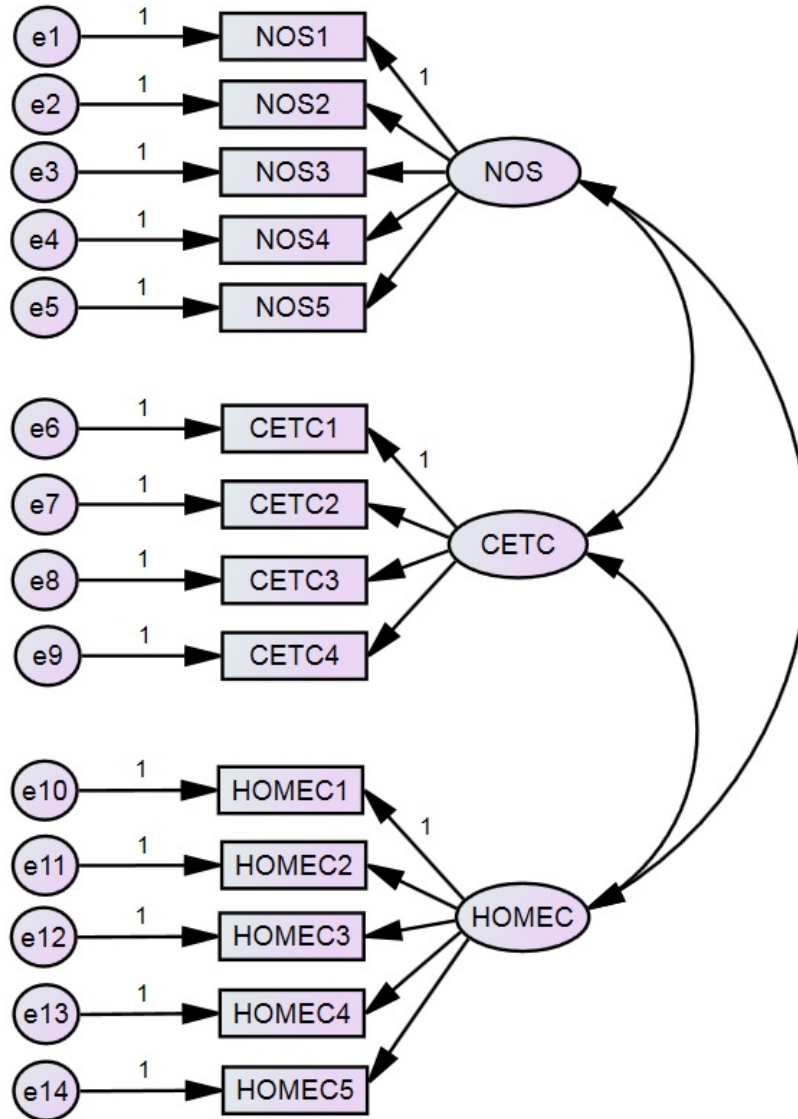 e1 1 NOS1
1
e2 1 NOS2
e3 1 NOS3 NOS
e4 1 NOS4
e5 1 NOS5
e6 1 CETC1
1
e7 1 CETC2
CETC
e8 1 CETC3
e9 1 CETC4
e10 1 HOMEC1
1
e11 1 HOMEC2
HOMEC
e12 1 HOMEC3
e13 1 HOMEC4
e14 1 HOMEC5